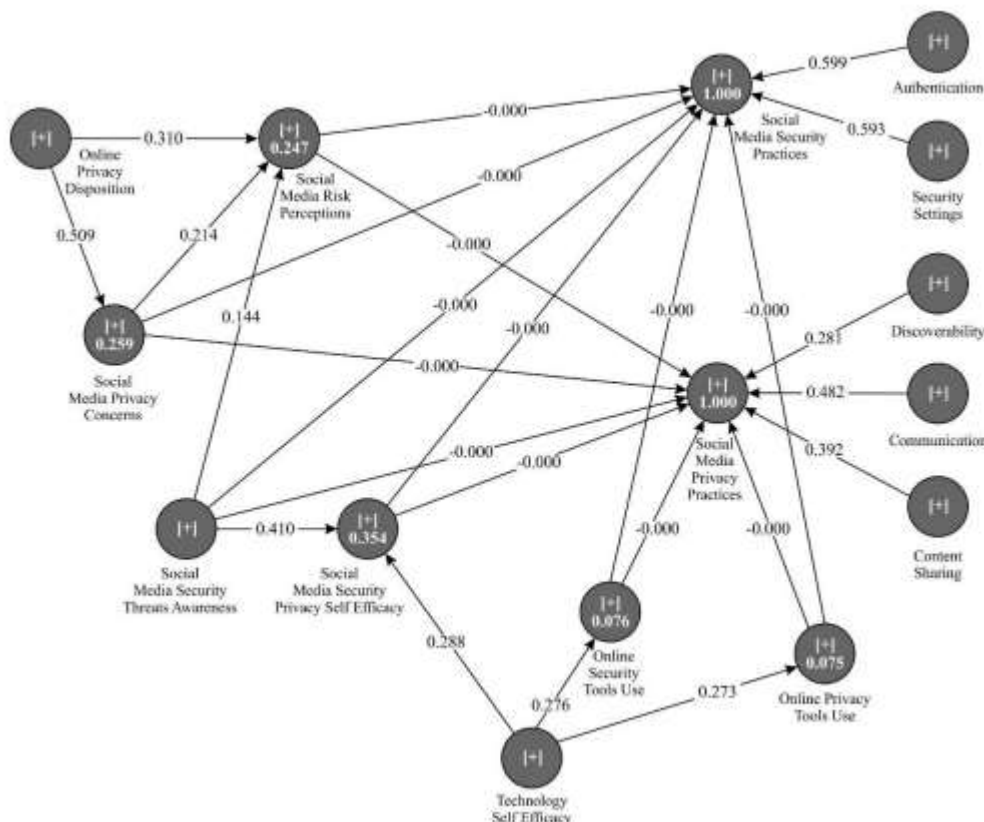 [+]
Authentication
0.599
[+]
1.000
Social
Media Security
Practices
0.593
[+]
Security
Settings
[+]
Online
Privacy
Disposition
0.310
[+]
0.247
Social
Media Risk
Perceptions
-0.000
-0.000
0.509
0.214
-0.000
-0.000
[+]
0.259
Social
Media Privacy
Concerns
0.144
-0.000
-0.000
-0.000
-0.000
[+]
Discoverability
0.281
-0.000
[+]
1.000
Social
Media
Privacy
Practices
0.482
[+]
Communication
0.392
-0.000
-0.000
[+]
Content
Sharing
[+]
Social
Media Security
Threats Awareness
0.410
[+]
0.354
Social
Media Security
Privacy Self Efficacy
-0.000
-0.000
[+]
0.076
Online
Security
Tools Use
[+]
0.075
Online Privacy
Tools Use
0.288
0.276
0.273
[+]
Technology
Self Efficacy